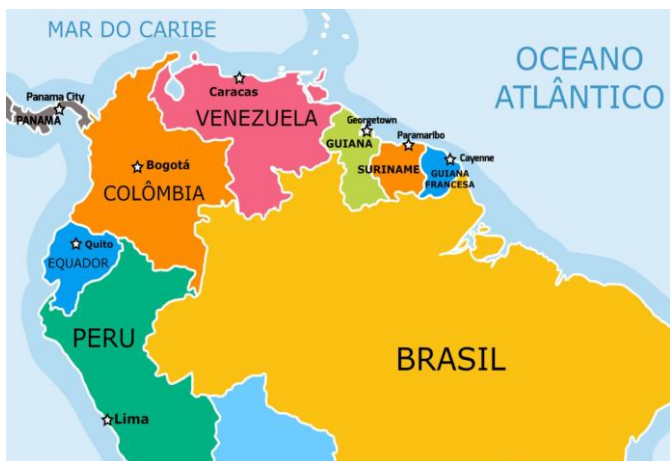 MAR DO CARIBE
OCEANO
ATLÂNTICO
Panama City
PANAMÁ
Caracas
VENEZUELA
Georgetown
GUIANA
Paramaribo
SURINAME
Cayenne
GUIANA
FRANCESA
Bogotá
COLÔMBIA
Quito
EQUADOR
PERU
BRASIL
Lima